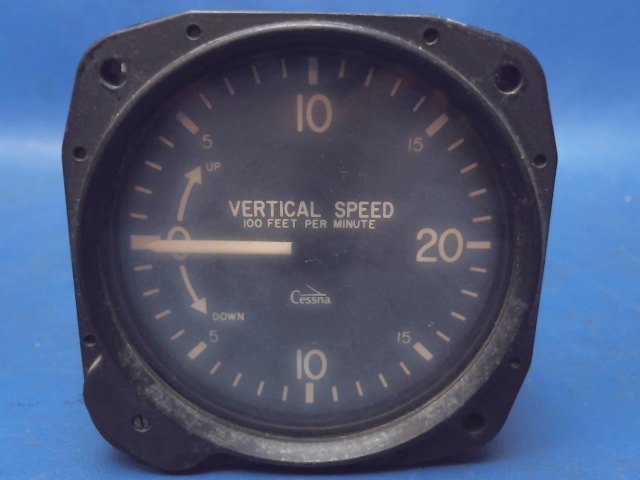 10
5
15
UP
VERTICAL SPEED
100 FEET PER MINUTE
0
20
Cessna
DOWN
5
15
10